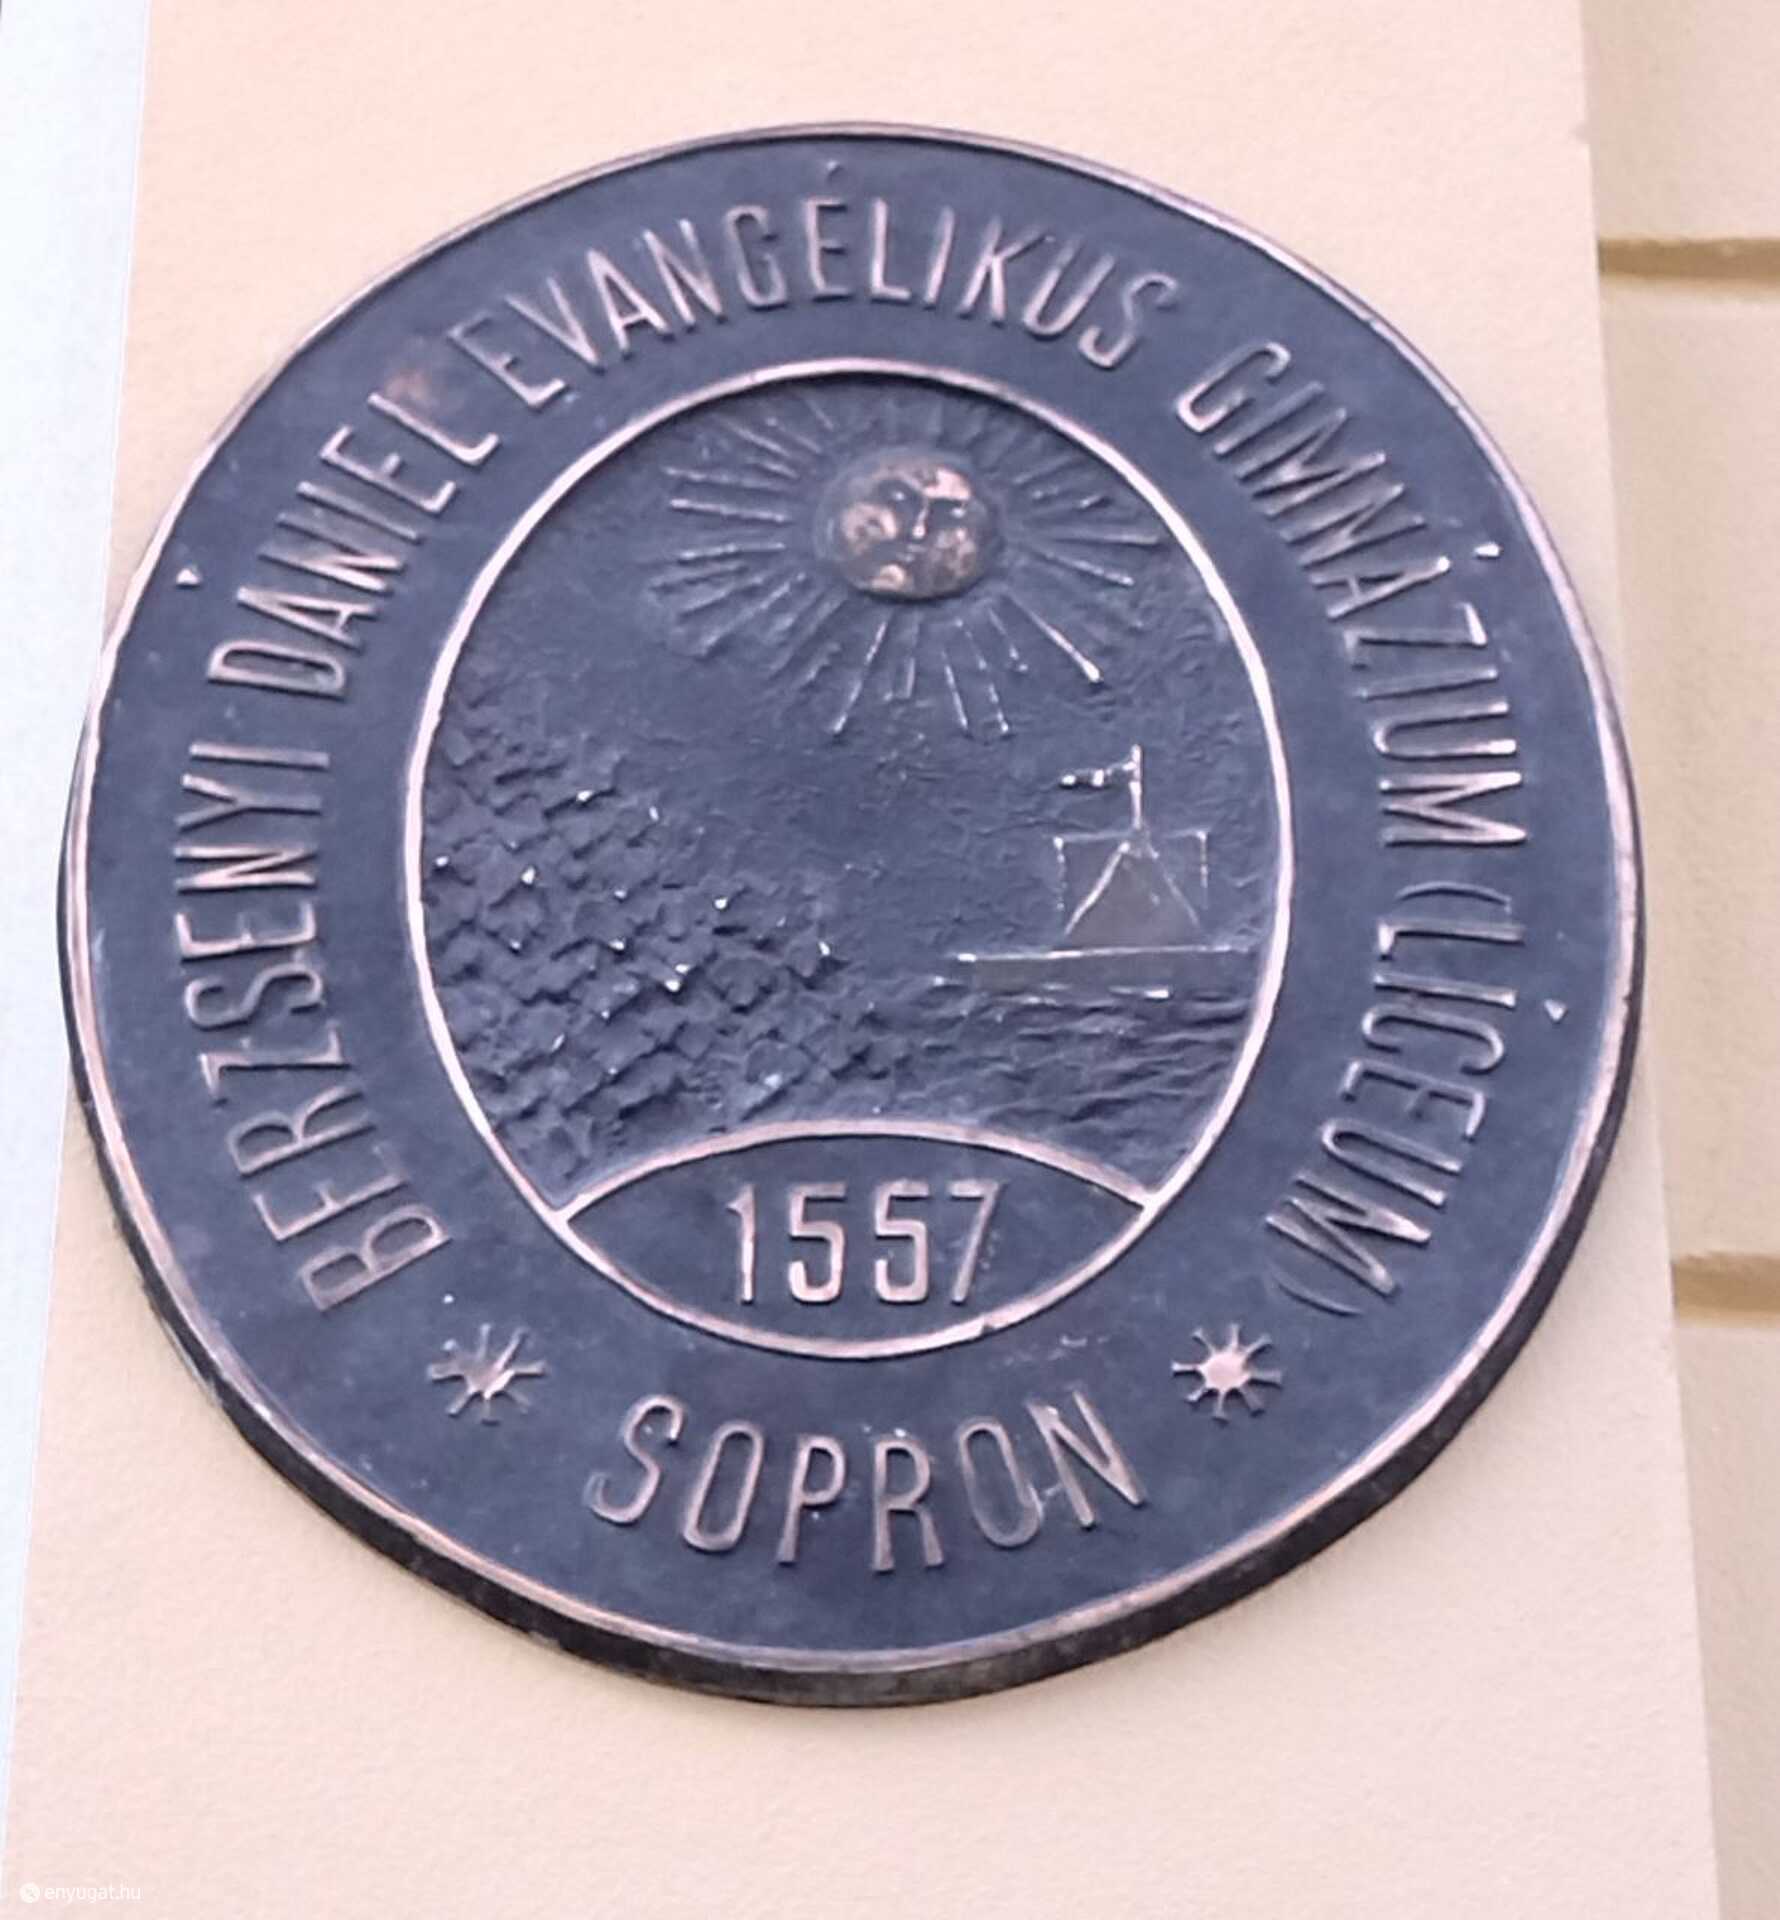 BERZSENYI DÁNIEL EVANGÉLIKUS GIMNÁZIUM (LÍCEUM)
1557
SOPRON
enyugat.hu